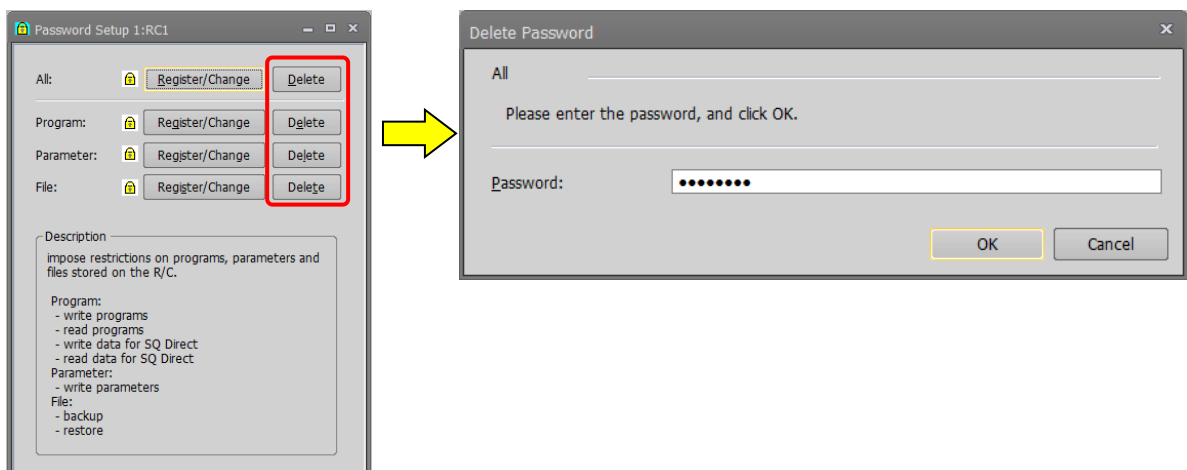 Password Setup 1:RC1
All: Register/Change Delete
Program: Register/Change Delete
Parameter: Register/Change Delete
File: Register/Change Delete
Description
impose restrictions on programs, parameters and
files stored on the R/C.
Program:
- write programs
- read programs
- write data for SQ Direct
- read data for SQ Direct
Parameter:
- write parameters
File:
- backup
- restore
Delete Password
All
Please enter the password, and click OK.
Password: ●●●●●●●●
OK Cancel